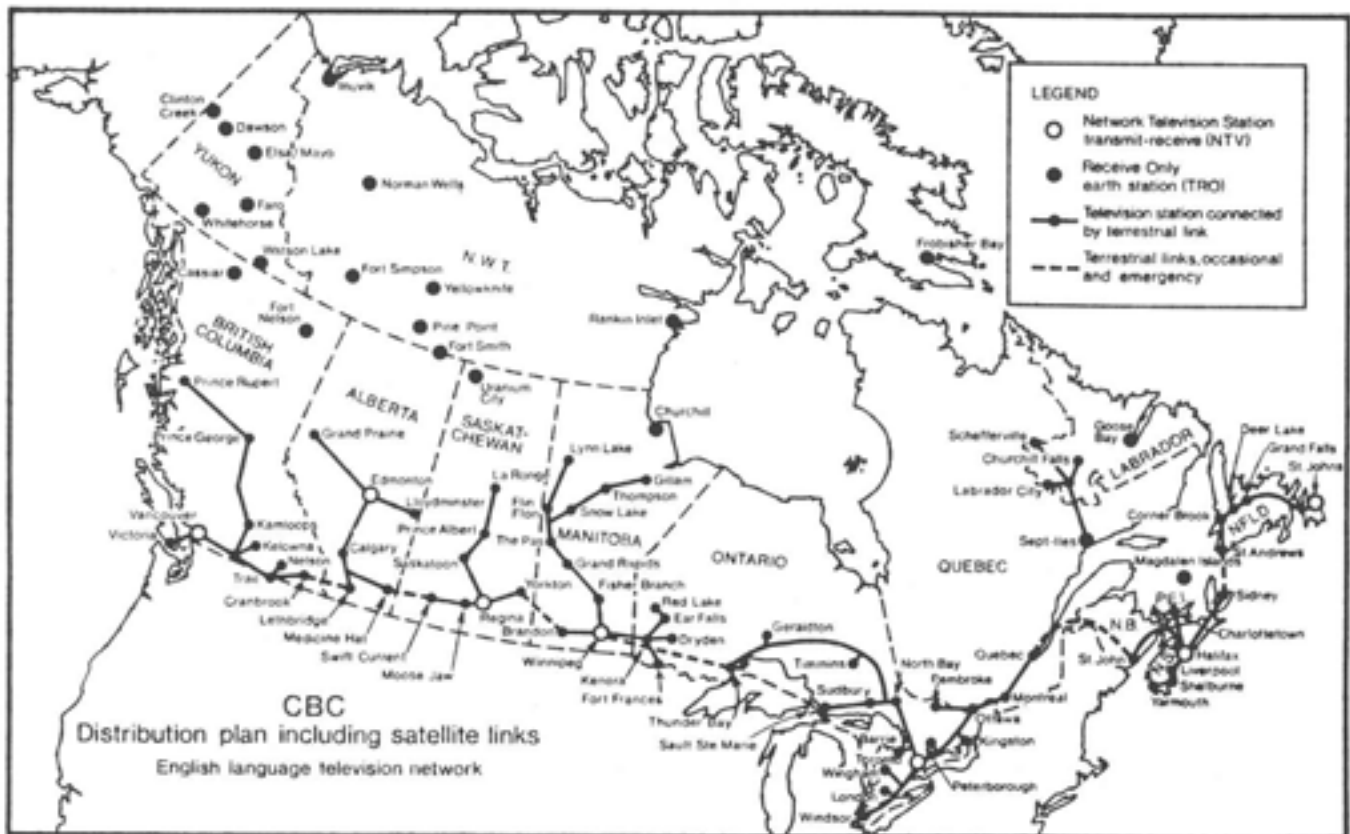 LEGEND
Network Television Station
transmit-receive (NTV)
Receive Only
earth station (TRO)
Television station connected
by terrestrial link
Terrestrial links, occasional
and emergency
Inuvik
Clinton
Creek
Dawson
Elsa/Mayo
YUKON
Norman Wells
Faro
Whitehorse
Watson Lake
Cassiar
Fort Simpson
N.W.T.
Yellowknife
Frobisher Bay
Fort
Nelson
Pine Point
Rankin Inlet
BRITISH
COLUMBIA
Fort Smith
Prince Rupert
Uranium
City
ALBERTA
SASKAT-
CHEWAN
Churchill
Prince George
Grand Prairie
Lynn Lake
Schefferville
Goose
Bay
Deer Lake
Grand Falls
St Johns
Churchill Falls
LABRADOR
Edmonton
La Ronge
Gillam
Thompson
Labrador City
Lloydminster
Flin
Flon
Snow Lake
Vancouver
Victoria
Kamloops
Prince Albert
The Pas
MANITOBA
ONTARIO
Corner Brook
NFLD
Kelowna
Calgary
Saskatoon
Grand Rapids
QUEBEC
Sept-Iles
St Andrews
Nelson
Trail
Yorkton
Fisher Branch
Magdalen Islands
Cranbrook
Regina
Brandon
Red Lake
Ear Falls
P.E.I.
Sidney
Lethbridge
Dryden
Geraldton
N.B.
Charlottetown
Medicine Hat
Winnipeg
Timmins
North Bay
Quebec
St John
Halifax
Swift Current
Kenora
Pembroke
Liverpool
Moose Jaw
Fort Frances
Sudbury
Montreal
Shelburne
Yarmouth
Thunder Bay
Ottawa
Sault Ste Marie
Barrie
Kingston
Wingham
Peterborough
London
Windsor
CBC
Distribution plan including satellite links
English language television network